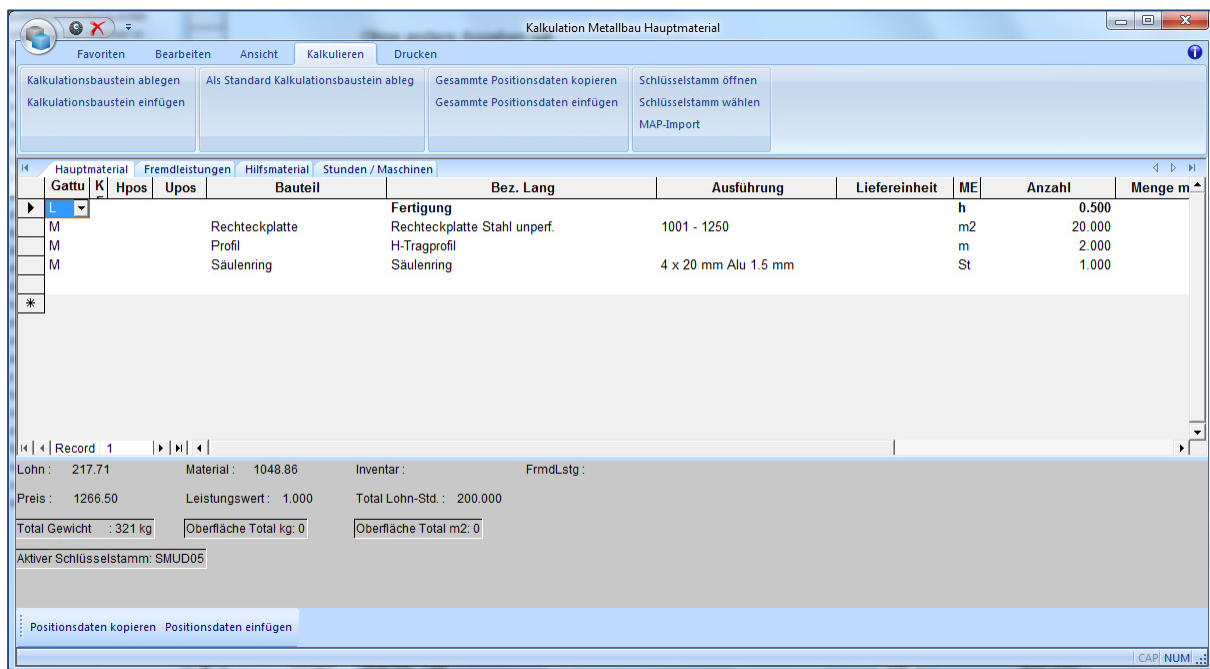 Kalkulation Metallbau Hauptmaterial
Favoriten Bearbeiten Ansicht Kalkulieren Drucken
Kalkulationsbaustein ablegen Als Standard Kalkulationsbaustein ableg Gesammte Positionsdaten kopieren Schlüsselstamm öffnen
Kalkulationsbaustein einfügen Gesammte Positionsdaten einfügen Schlüsselstamm wählen
MAP-Import
Hauptmaterial Fremdleistungen Hilfsmaterial Stunden / Maschinen
Gattu K Hpos Upos Bauteil Bez. Lang Ausführung Liefereinheit ME Anzahl Menge m
L Fertigung h 0.500
M Rechteckplatte Rechteckplatte Stahl unperf. 1001 - 1250 m2 20.000
M Profil H-Tragprofil m 2.000
M Säulenring Säulenring 4 x 20 mm Alu 1.5 mm St 1.000
Record 1
Lohn : 217.71 Material : 1048.86 Inventar : FrmdLstg :
Preis : 1266.50 Leistungswert : 1.000 Total Lohn-Std. : 200.000
Total Gewicht : 321 kg Oberfläche Total kg: 0 Oberfläche Total m2: 0
Aktiver Schlüsselstamm: SMUD05
Positionsdaten kopieren Positionsdaten einfügen
CAP NUM